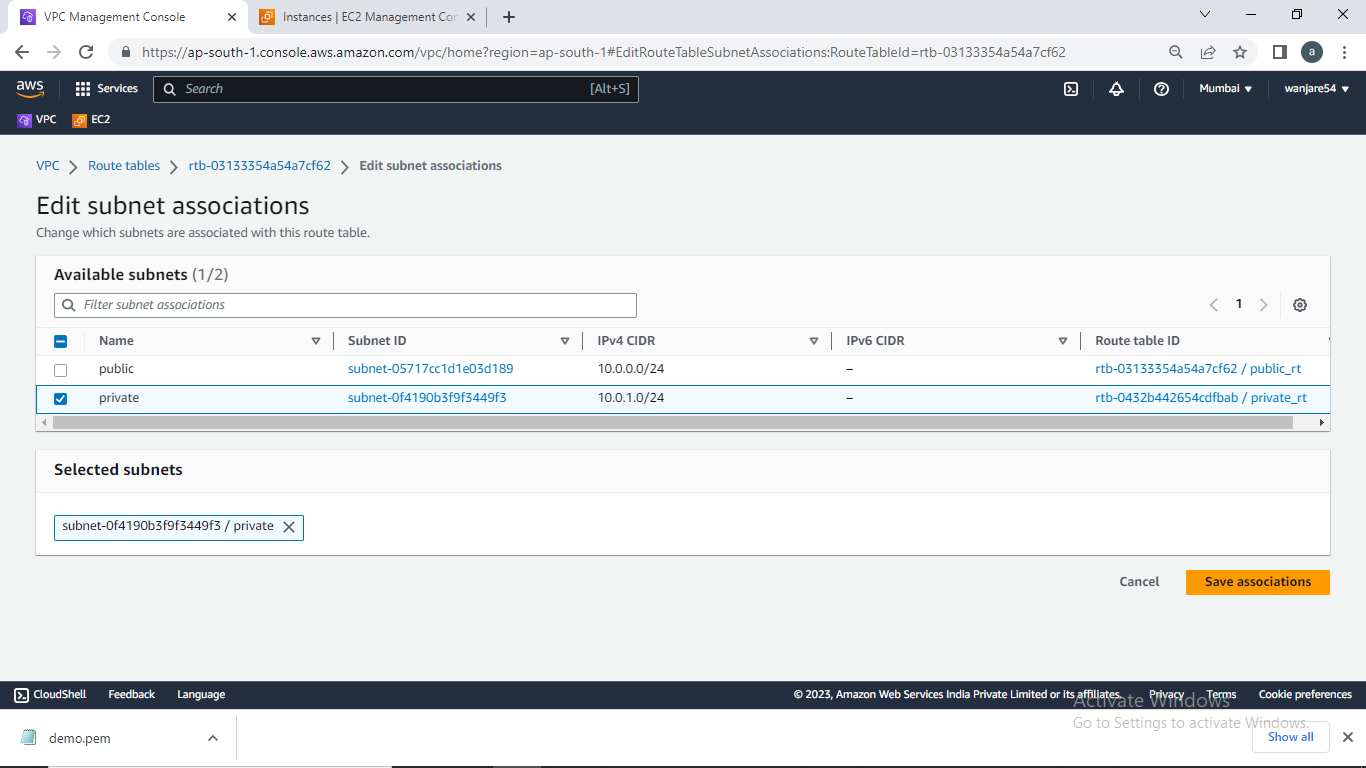 VPC Management Console
Instances | EC2 Management Cor
https://ap-south-1.console.aws.amazon.com/vpc/home?region=ap-south-1#EditRouteTableSubnetAssociations:RouteTableId=rtb-03133354a54a7cf62
a
aws
Services
Search
[Alt+S]
Mumbai
wanjare54
VPC
EC2
VPC
Route tables
rtb-03133354a54a7cf62
Edit subnet associations
Edit subnet associations
Change which subnets are associated with this route table.
Available subnets (1/2)
Filter subnet associations
1
Name Subnet ID IPv4 CIDR IPv6 CIDR Route table ID
public subnet-05717cc1d1e03d189 10.0.0.0/24 – rtb-03133354a54a7cf62 / public_rt
private subnet-0f4190b3f9f3449f3 10.0.1.0/24 – rtb-0432b442654cdfbab / private_rt
Selected subnets
subnet-0f4190b3f9f3449f3 / private
Cancel
Save associations
CloudShell Feedback Language © 2023, Amazon Web Services India Private Limited or its affiliates. Privacy Terms Cookie preferences
Activate Windows
Go to Settings to activate Windows.
demo.pem
Show all